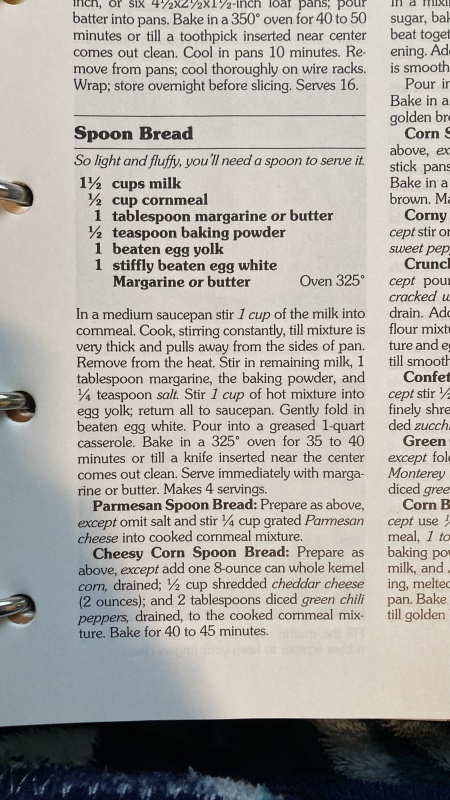 inch, or six 4½x2½x1½-inch loaf pans; pour
batter into pans. Bake in a 350° oven for 40 to 50
minutes or till a toothpick inserted near center
comes out clean. Cool in pans 10 minutes. Re-
move from pans; cool thoroughly on wire racks.
Wrap; store overnight before slicing. Serves 16.
Spoon Bread
So light and fluffy, you'll need a spoon to serve it.
1½ cups milk
½ cup cornmeal
1 tablespoon margarine or butter
½ teaspoon baking powder
1 beaten egg yolk
1 stiffly beaten egg white
Margarine or butter Oven 325°
In a medium saucepan stir 1 cup of the milk into
cornmeal. Cook, stirring constantly, till mixture is
very thick and pulls away from the sides of pan.
Remove from the heat. Stir in remaining milk, 1
tablespoon margarine, the baking powder, and
¼ teaspoon salt. Stir 1 cup of hot mixture into
egg yolk; return all to saucepan. Gently fold in
beaten egg white. Pour into a greased 1-quart
casserole. Bake in a 325° oven for 35 to 40
minutes or till a knife inserted near the center
comes out clean. Serve immediately with marga-
rine or butter. Makes 4 servings.
Parmesan Spoon Bread: Prepare as above,
except omit salt and stir ¼ cup grated Parmesan
cheese into cooked cornmeal mixture.
Cheesy Corn Spoon Bread: Prepare as
above, except add one 8-ounce can whole kernel
corn, drained; ½ cup shredded cheddar cheese
(2 ounces); and 2 tablespoons diced green chili
peppers, drained, to the cooked cornmeal mix-
ture. Bake for 40 to 45 minutes.
In a mixin
sugar, bak
beat toget
ening. Ad
is smooth
Pour in
Bake in a
golden bro
Corn S
above, ex
stick pans
Bake in a
brown. Ma
Corny
cept stir or
sweet pep
Crunc
cept pour
cracked w
drain. Add
flour mixtu
ture and e
till smooth
Confet
cept stir ½
finely shre
ded zucch
Green
except fol
Monterey
diced gree
Corn B
cept use
meal, 1 to
baking po
milk, and
ing, melte
pan. Bake
till golden